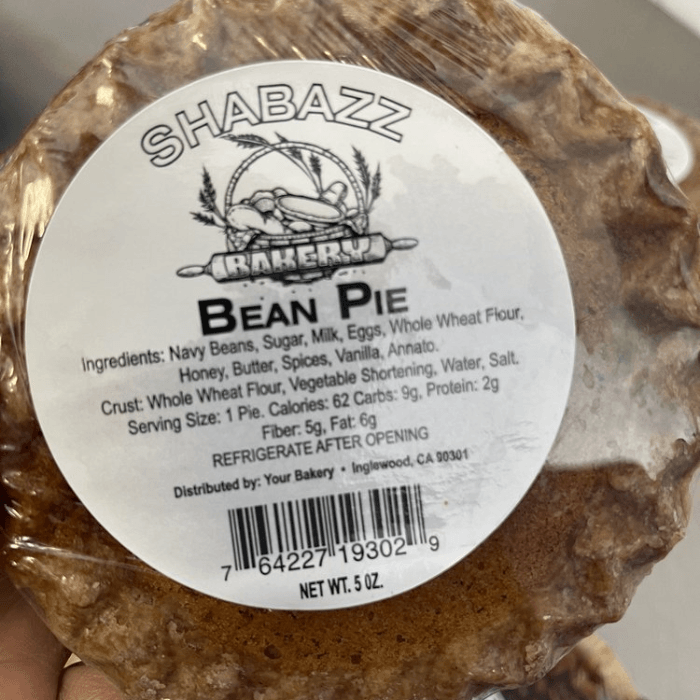 SHABAZZ
BAKERY
BEAN PIE
Ingredients: Navy Beans, Sugar, Milk, Eggs, Whole Wheat Flour,
Honey, Butter, Spices, Vanilla, Annato.
Crust: Whole Wheat Flour, Vegetable Shortening, Water, Salt.
Serving Size: 1 Pie. Calories: 62 Carbs: 9g, Protein: 2g
Fiber: 5g, Fat: 6g
REFRIGERATE AFTER OPENING
Distributed by: Your Bakery • Inglewood, CA 90301
7 64227 19302 9
NET WT. 5 OZ.